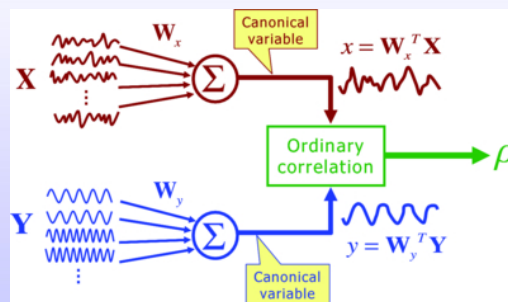 Canonical
variable
W_x
x = W_x^T X
X
Σ
⋮
Ordinary
correlation
ρ
W_y
Y
Σ
y = W_y^T Y
⋮
Canonical
variable